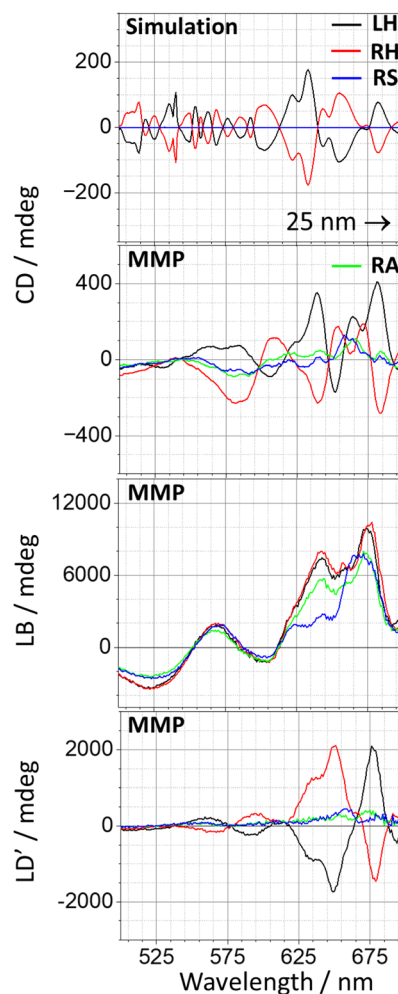 Simulation
LH
RH
RS
200
0
−200
25 nm →
CD / mdeg
MMP
RA
400
0
−400
MMP
12000
6000
0
LB / mdeg
MMP
2000
0
−2000
LD' / mdeg
525 575 625 675
Wavelength / nm